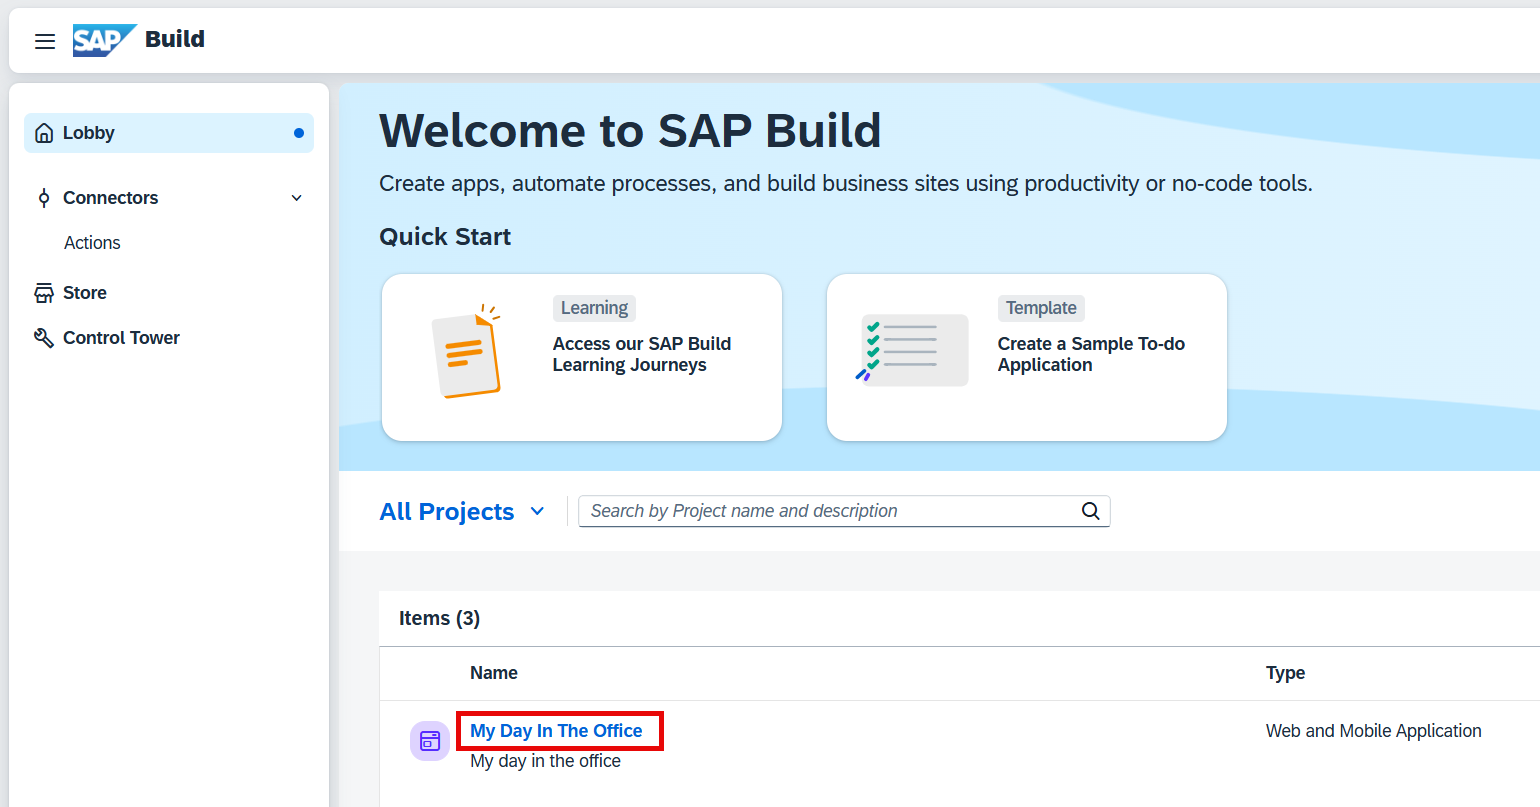 SAP Build
Lobby
Connectors
Actions
Store
Control Tower
Welcome to SAP Build
Create apps, automate processes, and build business sites using productivity or no-code tools.
Quick Start
Learning
Access our SAP Build
Learning Journeys
Template
Create a Sample To-do
Application
All Projects
Search by Project name and description
Items (3)
Name Type
My Day In The Office Web and Mobile Application
My day in the office